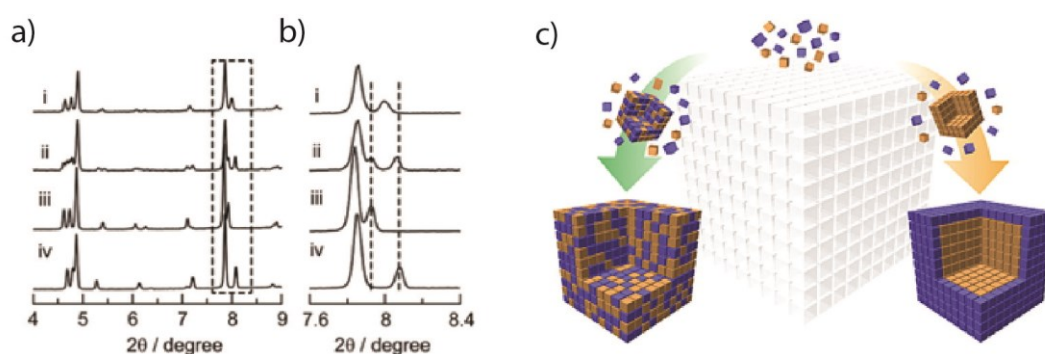 a)
i
ii
iii
iv
4 5 6 7 8 9
2θ / degree
b)
i
ii
iii
iv
7.6 8 8.4
2θ / degree
c)